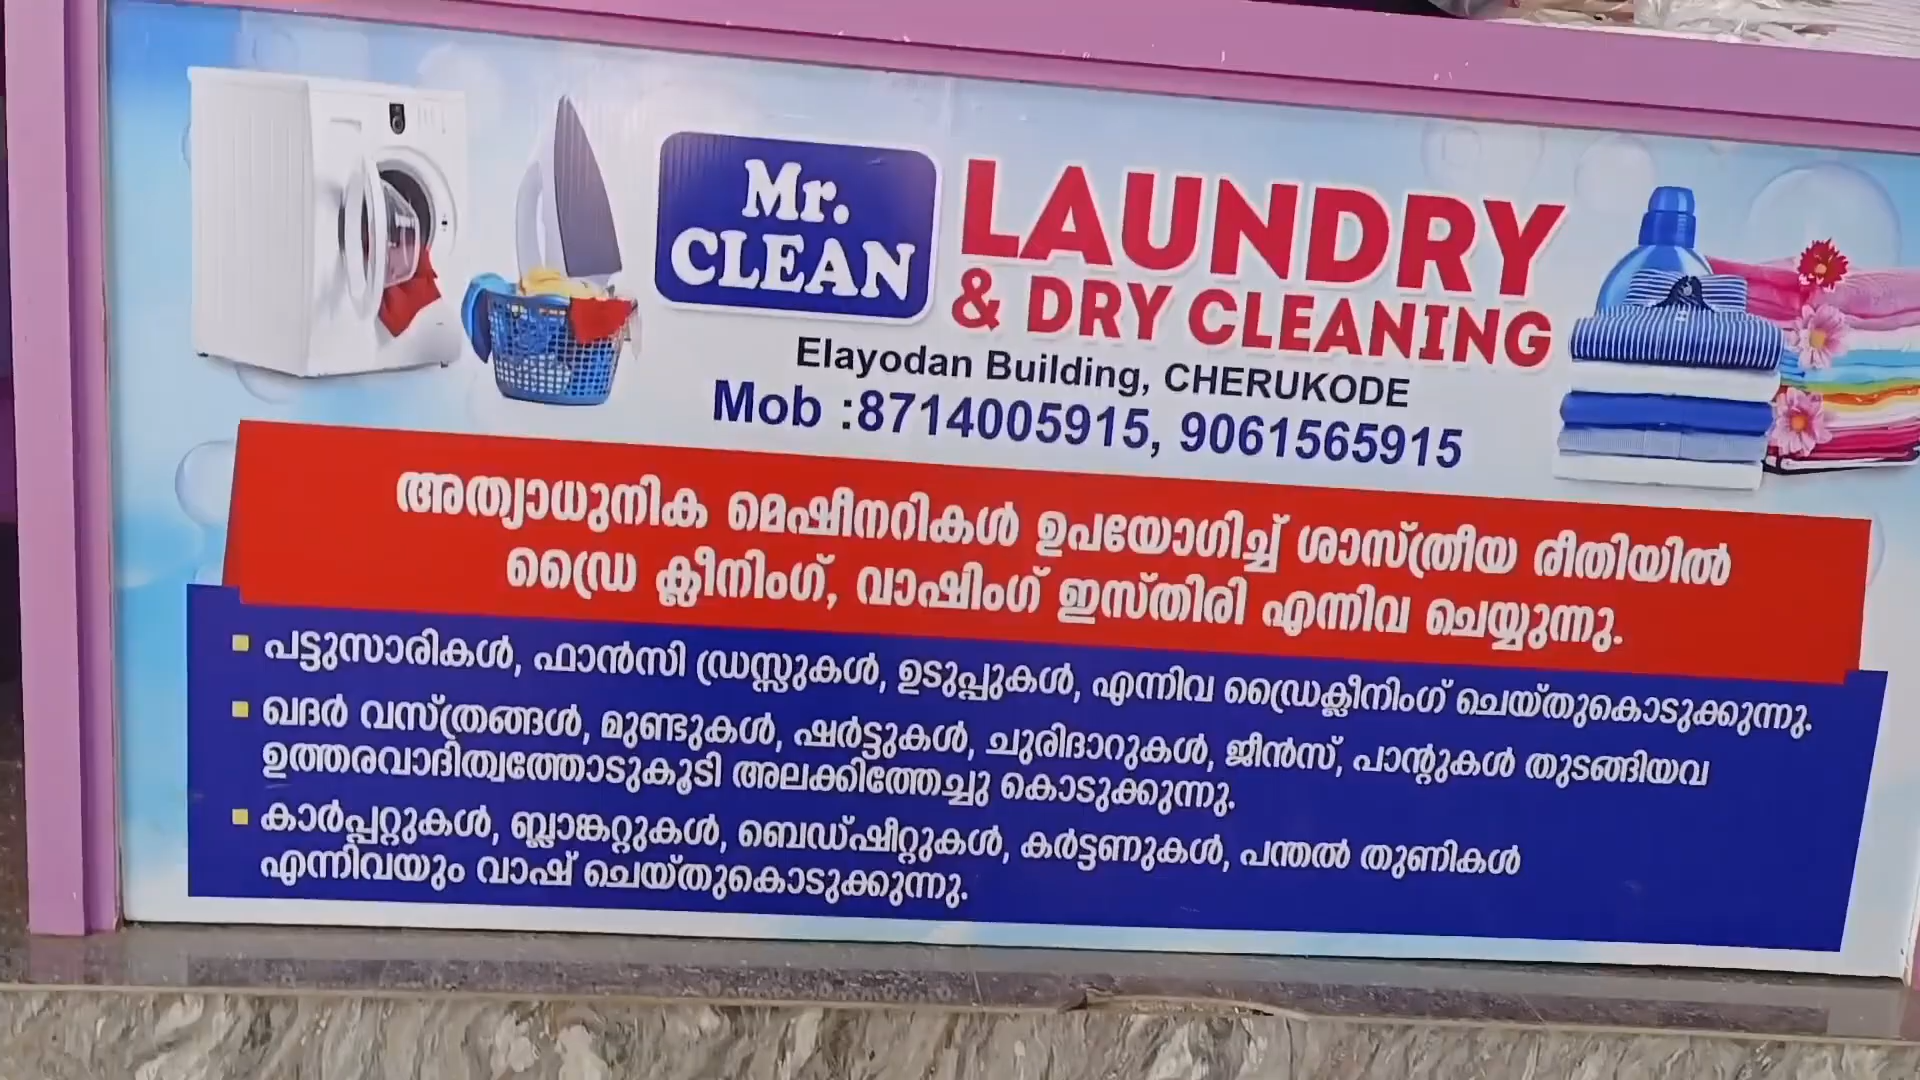 Mr.
CLEAN
LAUNDRY
& DRY CLEANING
Elayodan Building, CHERUKODE
Mob :8714005915, 9061565915
അത്യാധുനിക മെഷീനറികൾ ഉപയോഗിച്ച് ശാസ്ത്രീയ രീതിയിൽ
ഡ്രൈ ക്ലീനിംഗ്, വാഷിംഗ് ഇസ്തിരി എന്നിവ ചെയ്യുന്നു.
▪ പട്ടുസാരികൾ, ഫാൻസി ഡ്രസ്സുകൾ, ഉടുപ്പുകൾ, എന്നിവ ഡ്രൈക്ലീനിംഗ് ചെയ്തുകൊടുക്കുന്നു.
▪ ഖദർ വസ്ത്രങ്ങൾ, മുണ്ടുകൾ, ഷർട്ടുകൾ, ചുരിദാറുകൾ, ജീൻസ്, പാന്റുകൾ തുടങ്ങിയവ
ഉത്തരവാദിത്വത്തോടുകൂടി അലക്കിത്തേച്ചു കൊടുക്കുന്നു.
▪ കാർപ്പറ്റുകൾ, ബ്ലാങ്കറ്റുകൾ, ബെഡ്ഷീറ്റുകൾ, കർട്ടണുകൾ, പന്തൽ തുണികൾ
എന്നിവയും വാഷ് ചെയ്തുകൊടുക്കുന്നു.